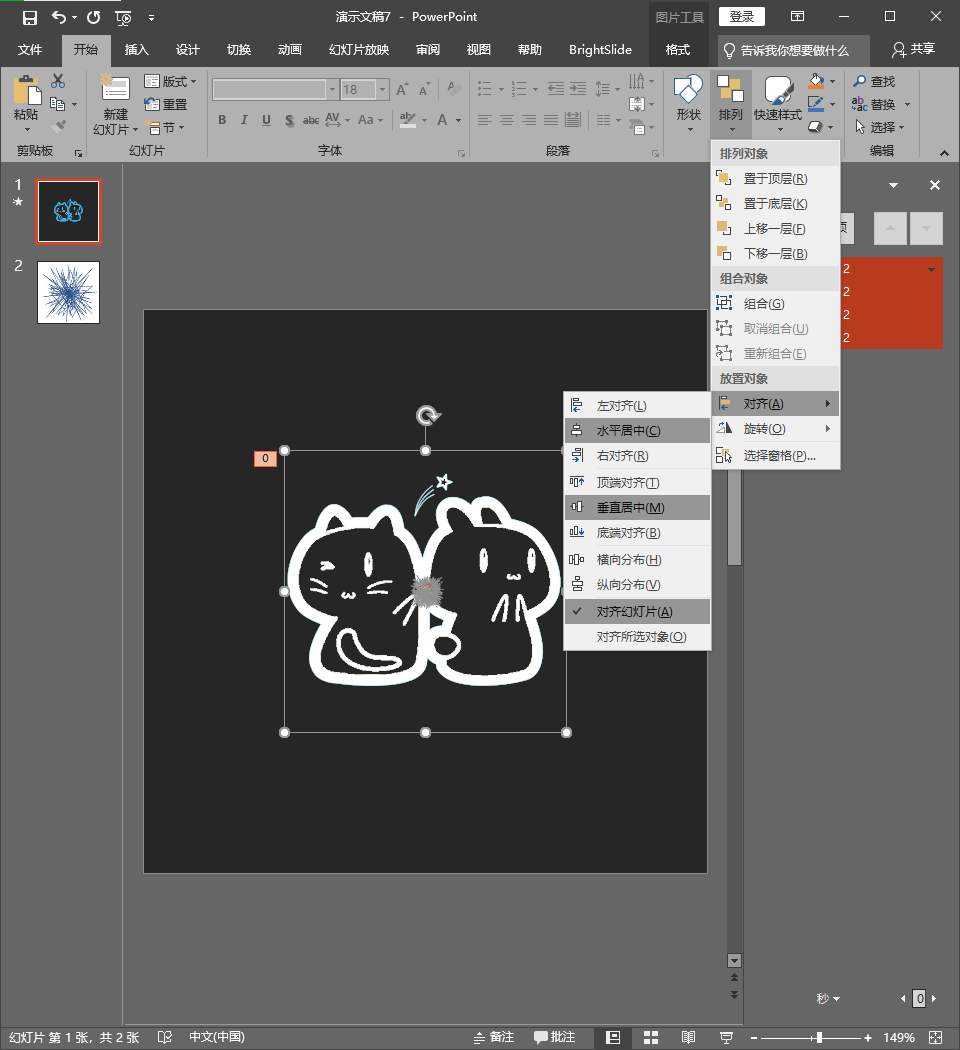 演示文稿7 - PowerPoint
图片工具
登录
文件 开始 插入 设计 切换 动画 幻灯片放映 审阅 视图 帮助 BrightSlide 格式 告诉我你想要做什么 共享
粘贴
剪贴板
新建
幻灯片
版式
重置
节
幻灯片
18
B I U S abc AV Aa
A
字体
段落
形状
排列
快速样式
查找
替换
选择
编辑
排列对象
置于顶层(R)
置于底层(K)
上移一层(F)
下移一层(B)
组合对象
组合(G)
取消组合(U)
重新组合(E)
放置对象
对齐(A)
旋转(O)
选择窗格(P)...
左对齐(L)
水平居中(C)
右对齐(R)
顶端对齐(T)
垂直居中(M)
底端对齐(B)
横向分布(H)
纵向分布(V)
对齐幻灯片(A)
对齐所选对象(O)
1
2
0
2
2
2
2
秒
0
幻灯片 第 1 张，共 2 张 中文(中国) 备注 批注 149%